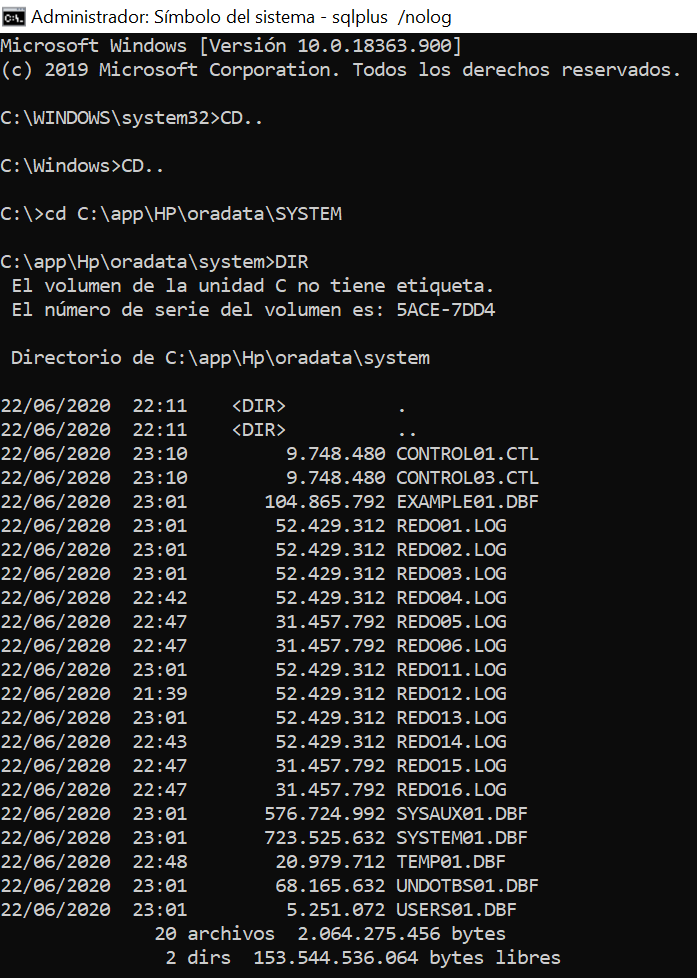 Administrador: Símbolo del sistema - sqlplus  /nolog
Microsoft Windows [Versión 10.0.18363.900]
(c) 2019 Microsoft Corporation. Todos los derechos reservados.
C:\WINDOWS\system32>CD..
C:\Windows>CD..
C:\>cd C:\app\HP\oradata\SYSTEM
C:\app\Hp\oradata\system>DIR
 El volumen de la unidad C no tiene etiqueta.
 El número de serie del volumen es: 5ACE-7DD4
 Directorio de C:\app\Hp\oradata\system
22/06/2020  22:11    <DIR>          .
22/06/2020  22:11    <DIR>          ..
22/06/2020  23:10         9.748.480 CONTROL01.CTL
22/06/2020  23:10         9.748.480 CONTROL03.CTL
22/06/2020  23:01       104.865.792 EXAMPLE01.DBF
22/06/2020  23:01        52.429.312 REDO01.LOG
22/06/2020  23:01        52.429.312 REDO02.LOG
22/06/2020  23:01        52.429.312 REDO03.LOG
22/06/2020  22:42        52.429.312 REDO04.LOG
22/06/2020  22:47        31.457.792 REDO05.LOG
22/06/2020  22:47        31.457.792 REDO06.LOG
22/06/2020  23:01        52.429.312 REDO11.LOG
22/06/2020  21:39        52.429.312 REDO12.LOG
22/06/2020  23:01        52.429.312 REDO13.LOG
22/06/2020  22:43        52.429.312 REDO14.LOG
22/06/2020  22:47        31.457.792 REDO15.LOG
22/06/2020  22:47        31.457.792 REDO16.LOG
22/06/2020  23:01       576.724.992 SYSAUX01.DBF
22/06/2020  23:01       723.525.632 SYSTEM01.DBF
22/06/2020  22:48        20.979.712 TEMP01.DBF
22/06/2020  23:01        68.165.632 UNDOTBS01.DBF
22/06/2020  23:01         5.251.072 USERS01.DBF
              20 archivos  2.064.275.456 bytes
               2 dirs  153.544.536.064 bytes libres